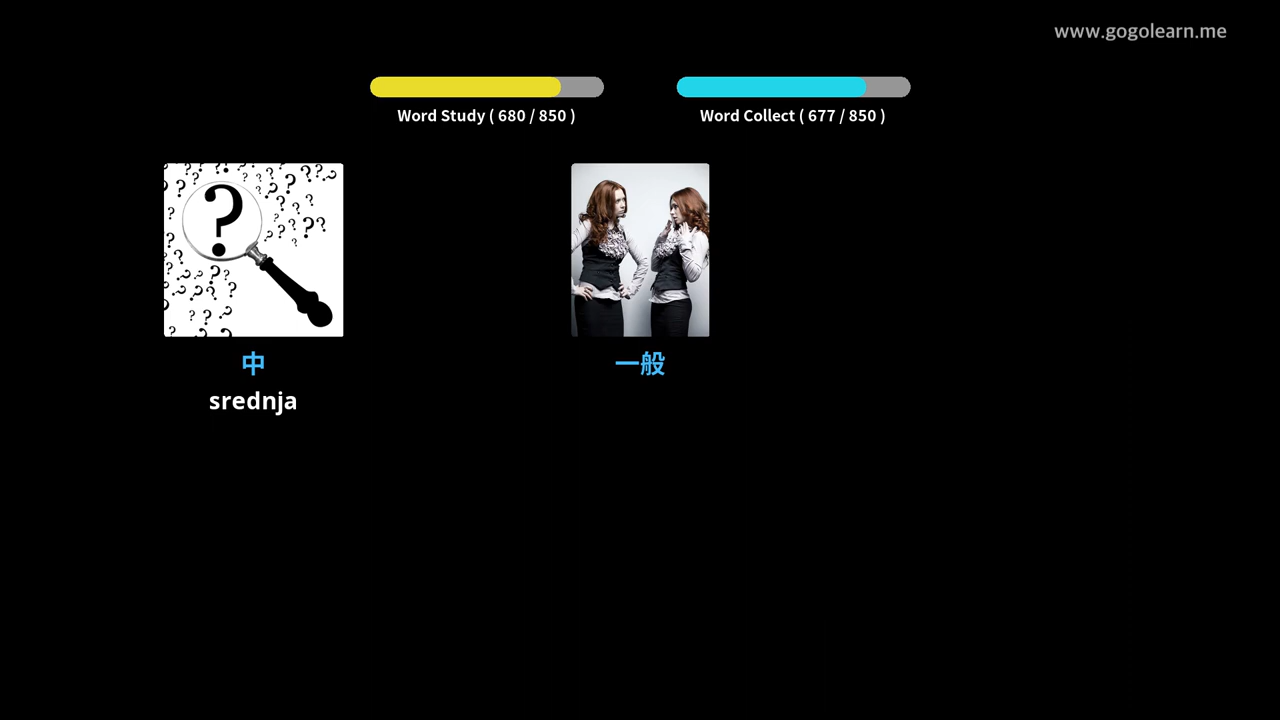 www.gogolearn.me
Word Study ( 680 / 850 )
Word Collect ( 677 / 850 )
中
srednja
一般